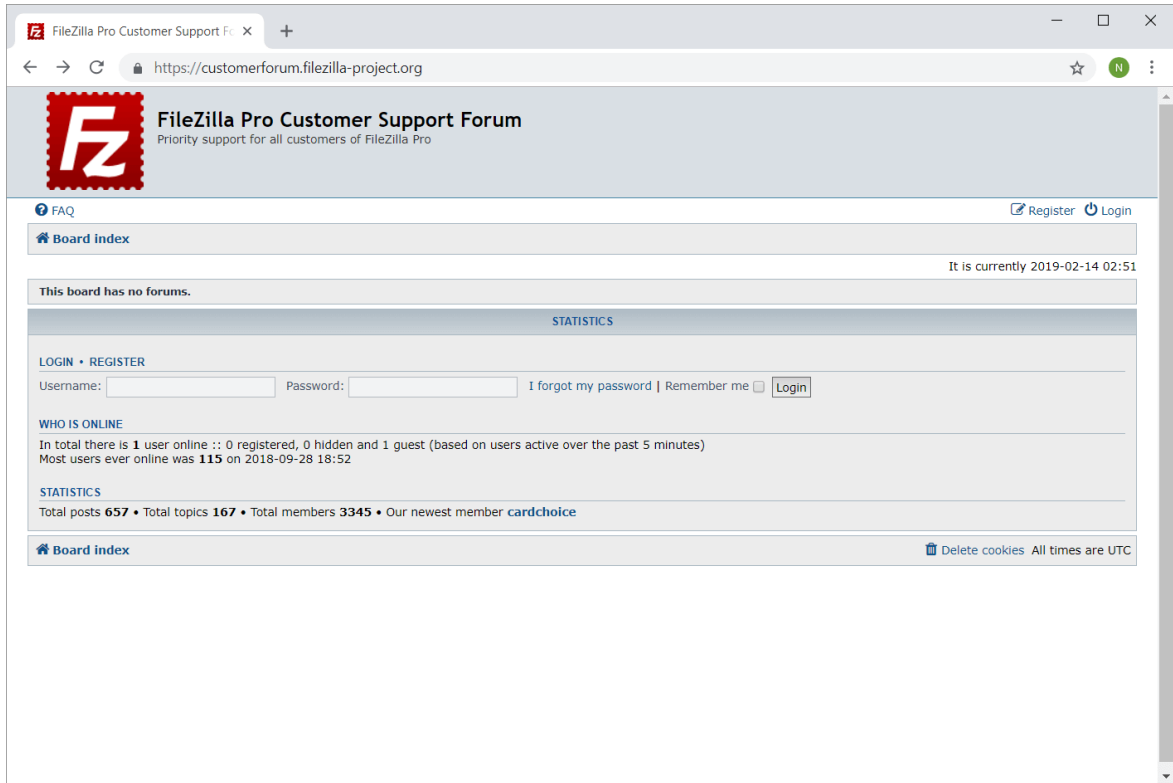 FileZilla Pro Customer Support Fo
https://customerforum.filezilla-project.org
N
FZ
FileZilla Pro Customer Support Forum
Priority support for all customers of FileZilla Pro
FAQ
Register Login
Board index
It is currently 2019-02-14 02:51
This board has no forums.
STATISTICS
LOGIN • REGISTER
Username: Password: I forgot my password | Remember me Login
WHO IS ONLINE
In total there is 1 user online :: 0 registered, 0 hidden and 1 guest (based on users active over the past 5 minutes)
Most users ever online was 115 on 2018-09-28 18:52
STATISTICS
Total posts 657 • Total topics 167 • Total members 3345 • Our newest member cardchoice
Board index Delete cookies All times are UTC